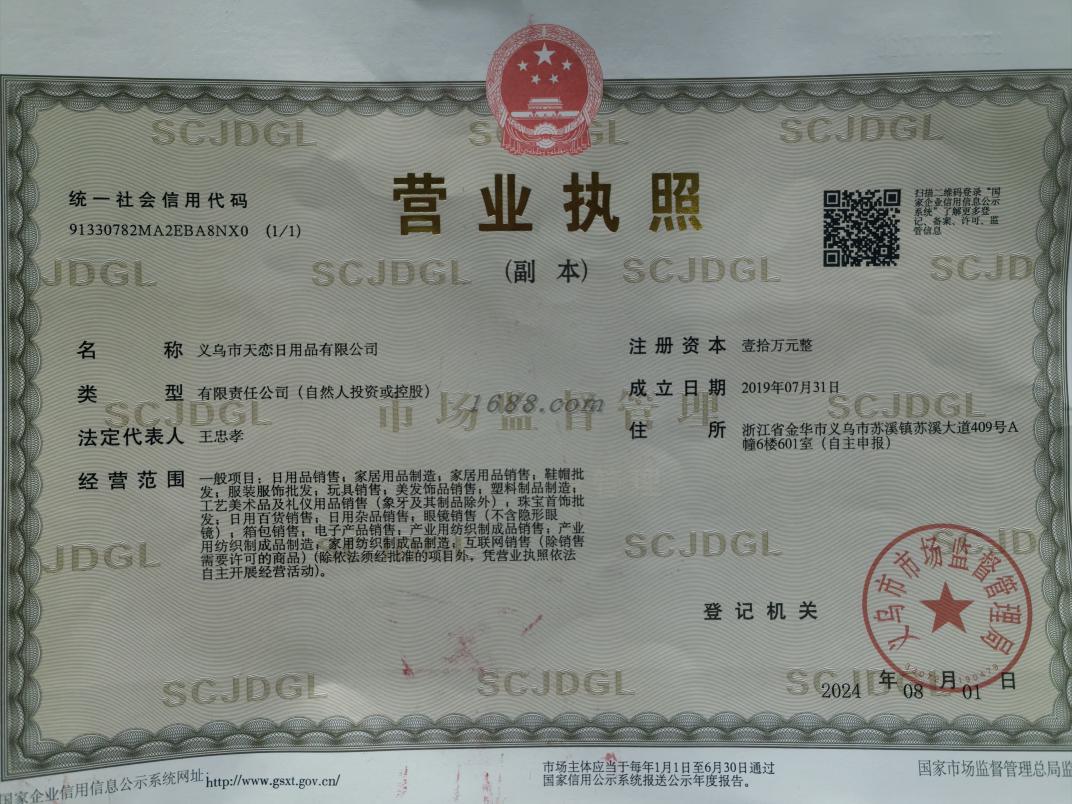 SCJDGL SCJDGL SCJDGL
统一社会信用代码
91330782MA2EBA8NX0 (1/1)
营业执照
(副 本)
扫描二维码登录“国
家企业信用信息公示
系统”了解更多登
记、备案、许可、监
管信息
JDGL SCJDGL SCJDGL SCJD
名 称 义乌市天恋日用品有限公司
类 型 有限责任公司（自然人投资或控股）
法定代表人 王忠孝
经营范围 一般项目：日用品销售；家居用品制造；家居用品销售；鞋帽批
发；服装服饰批发；玩具销售；美发饰品销售；塑料制品制造；
工艺美术品及礼仪用品销售（象牙及其制品除外）；珠宝首饰批
发；日用百货销售；日用杂品销售；眼镜销售（不含隐形眼
镜）；箱包销售；电子产品销售；产业用纺织制成品销售；产业
用纺织制成品制造；家用纺织制成品制造；互联网销售（除销售
需要许可的商品）(除依法须经批准的项目外，凭营业执照依法
自主开展经营活动)。
注册资本 壹拾万元整
成立日期 2019年07月31日
住 所 浙江省金华市义乌市苏溪镇苏溪大道409号A
幢6楼601室（自主申报）
SCJDGL 市场监督管理 SCJDGL
1688.com
JDGL SCJDGL JD
登记机关
义乌市市场监督管理局
SCJDGL SCJDGL SCJD
2024 年 08 月 01 日
国家企业信用信息公示系统网址 http://www.gsxt.gov.cn/
市场主体应当于每年1月1日至6月30日通过
国家信用公示系统报送公示年度报告。
国家市场监督管理总局监